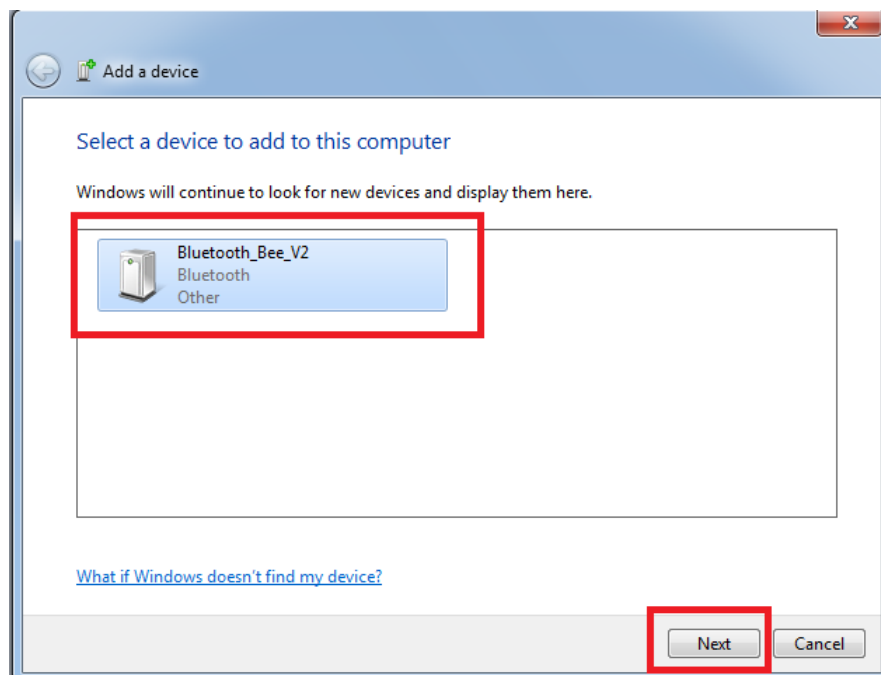 Add a device
Select a device to add to this computer
Windows will continue to look for new devices and display them here.
Bluetooth_Bee_V2
Bluetooth
Other
What if Windows doesn't find my device?
Next Cancel